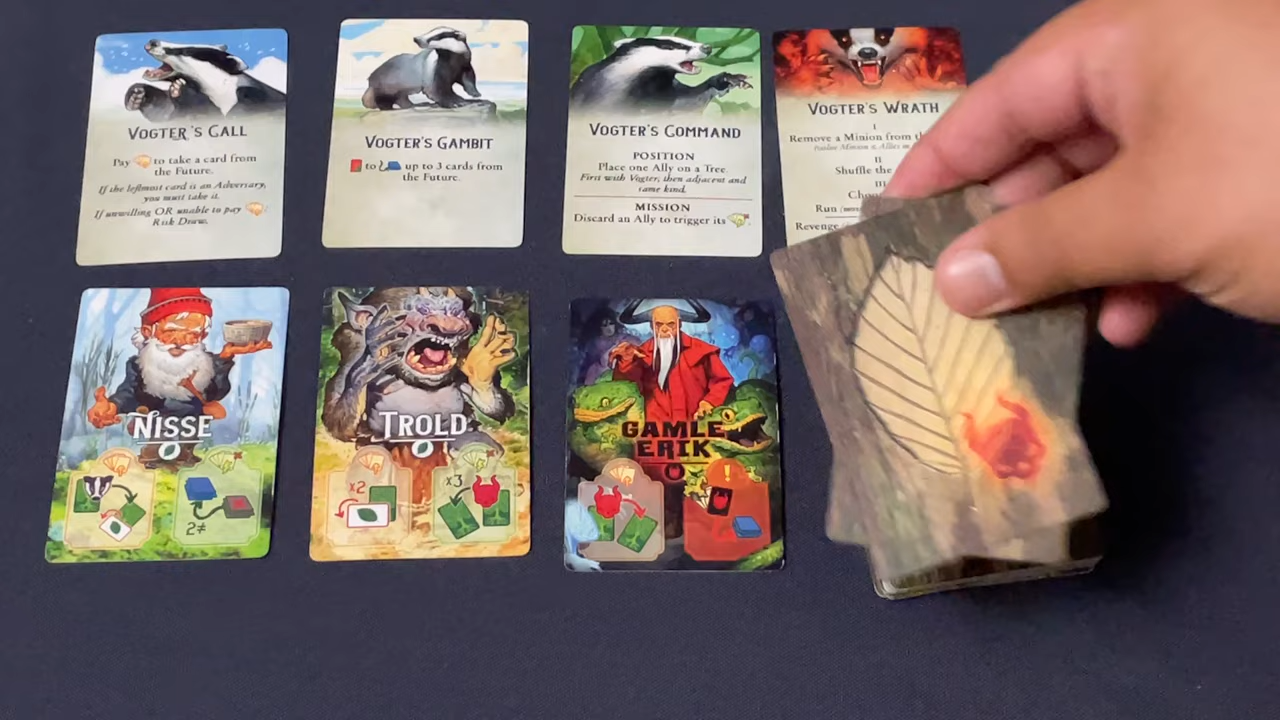 VOGTER'S CALL
Pay to take a card from
the Future.
If the leftmost card is an Adversary,
you must take it.
If unwilling OR unable to pay :
Risk Draw.
VOGTER'S GAMBIT
to up to 3 cards from
the Future.
VOGTER'S COMMAND
POSITION
Place one Ally on a Tree.
First with Vogter, then adjacent and
same kind.
MISSION
Discard an Ally to trigger its .
VOGTER'S WRATH
I
Remove a Minion from
II
Shuffle the
III
Run
Revenge
NISSE
2≠
TROLD
x2
x3
GAMLE
ERIK
!